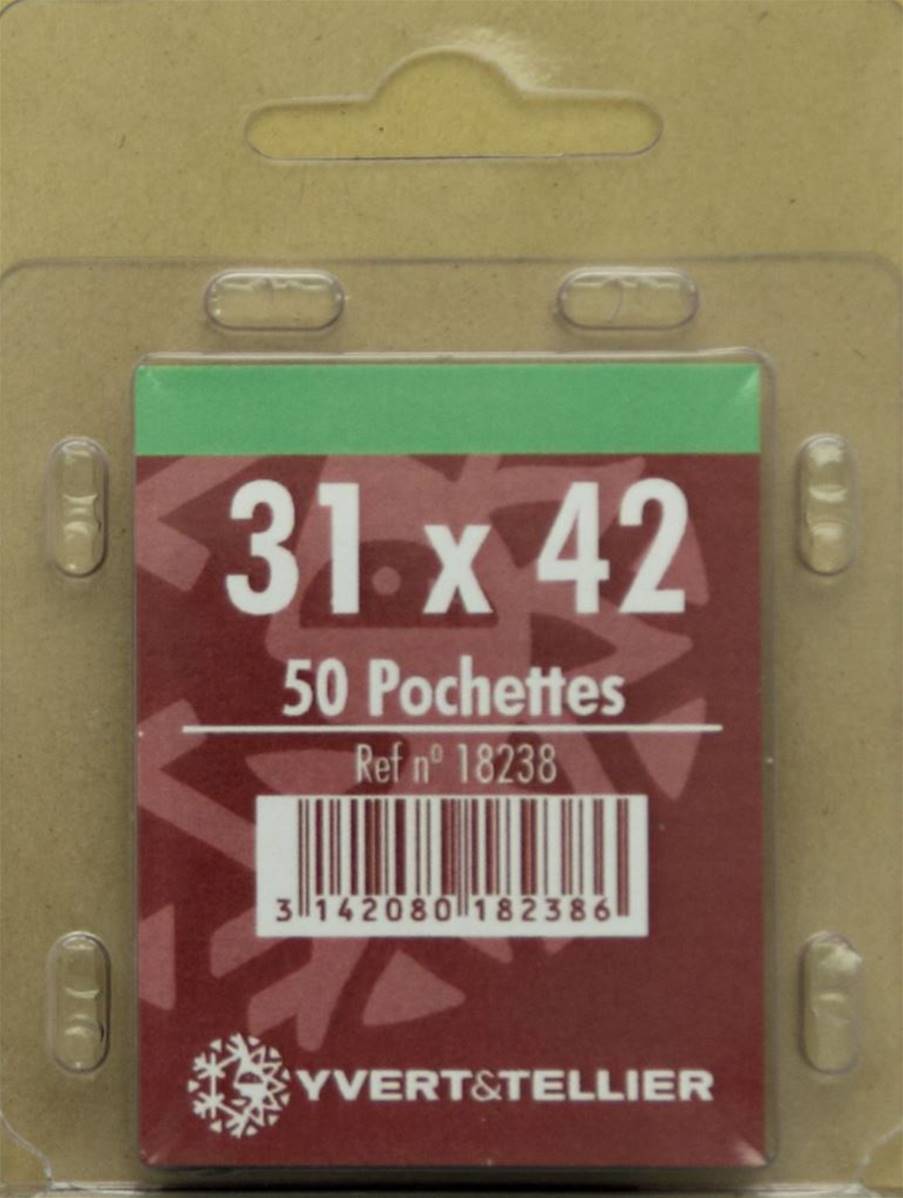 31 x 42
50 Pochettes
Ref nº 18238
3 142080 182386
YVERT&TELLIER